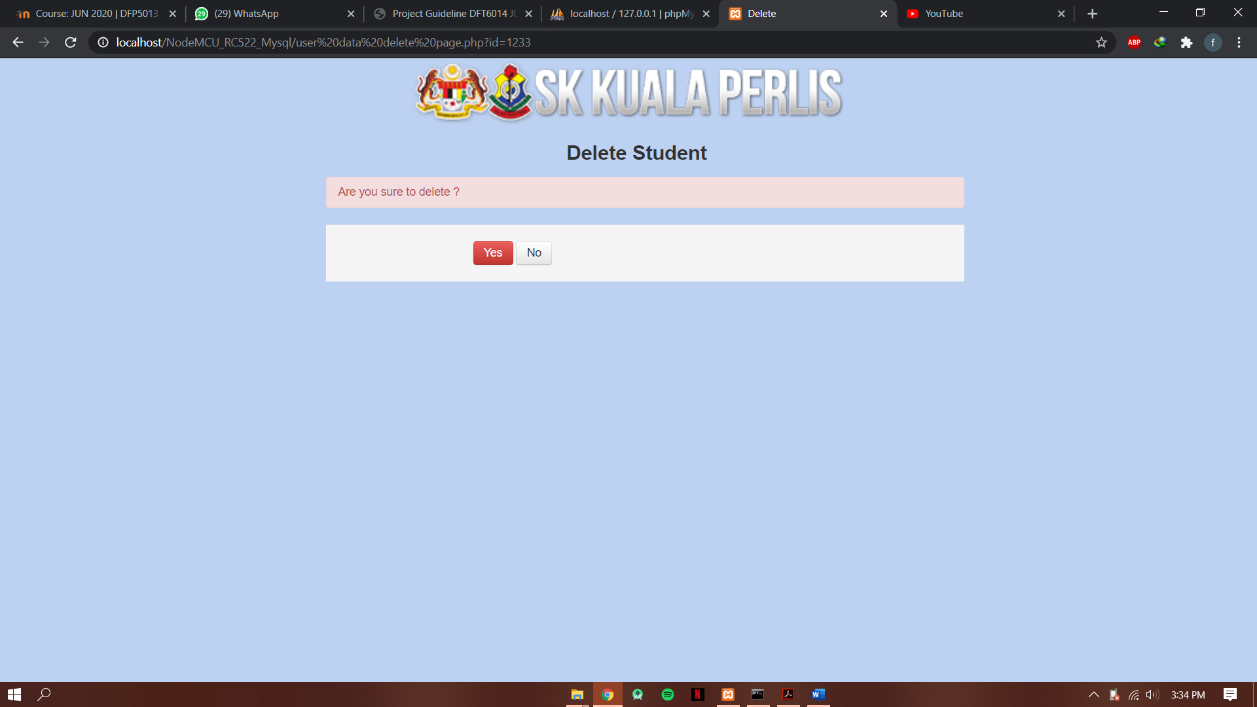 Course: JUN 2020 | DFP5013
(29) WhatsApp
Project Guideline DFT6014 JU
localhost / 127.0.0.1 | phpMy
Delete
YouTube
localhost/NodeMCU_RC522_Mysql/user%20data%20delete%20page.php?id=1233
ABP
f
SK KUALA PERLIS
Delete Student
Are you sure to delete ?
Yes No
3:34 PM